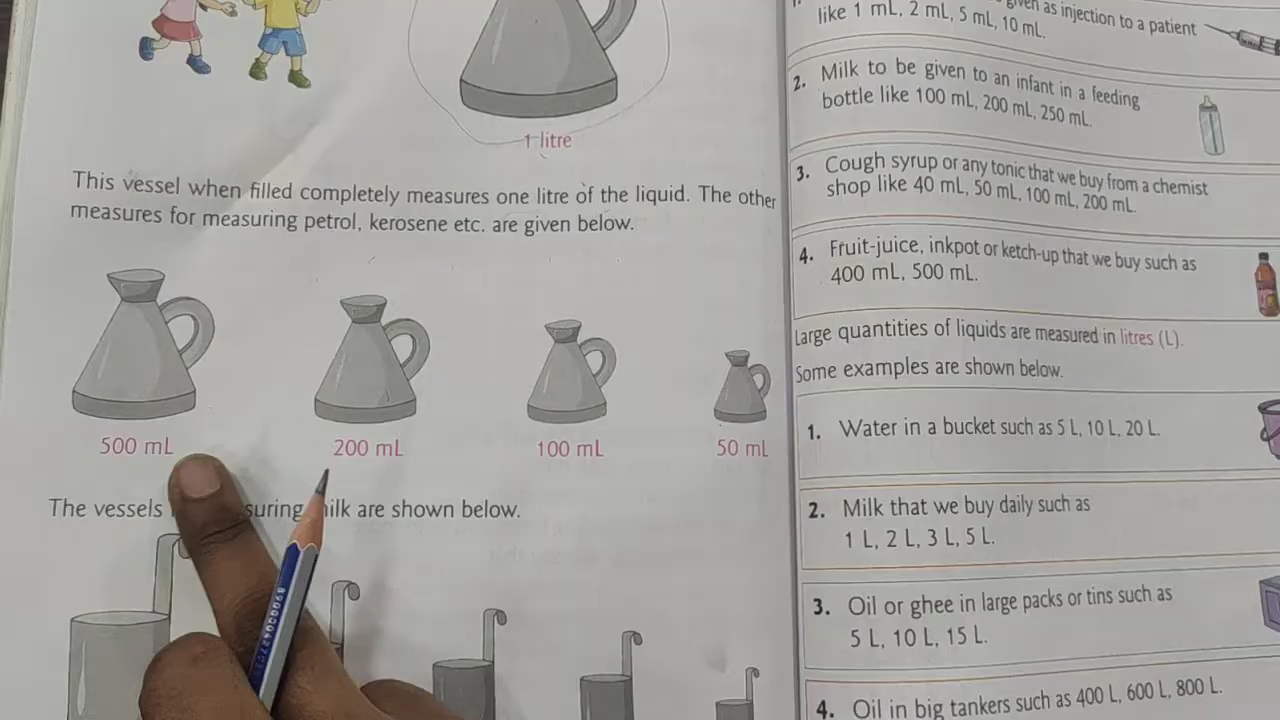 1 litre
This vessel when filled completely measures one litre of the liquid. The other
measures for measuring petrol, kerosene etc. are given below.
500 mL
200 mL
100 mL
50 mL
The vessels suring milk are shown below.
as injection to a patient
like 1 mL, 2 mL, 5 mL, 10 mL.
2. Milk to be given to an infant in a feeding
bottle like 100 mL, 200 mL, 250 mL.
3. Cough syrup or any tonic that we buy from a chemist
shop like 40 mL, 50 mL, 100 mL, 200 mL.
4. Fruit-juice, inkpot or ketch-up that we buy such as
400 mL, 500 mL.
Large quantities of liquids are measured in litres (L).
Some examples are shown below.
1. Water in a bucket such as 5 L, 10 L, 20 L.
2. Milk that we buy daily such as
1 L, 2 L, 3 L, 5 L.
3. Oil or ghee in large packs or tins such as
5 L, 10 L, 15 L.
4. Oil in big tankers such as 400 L, 600 L, 800 L.